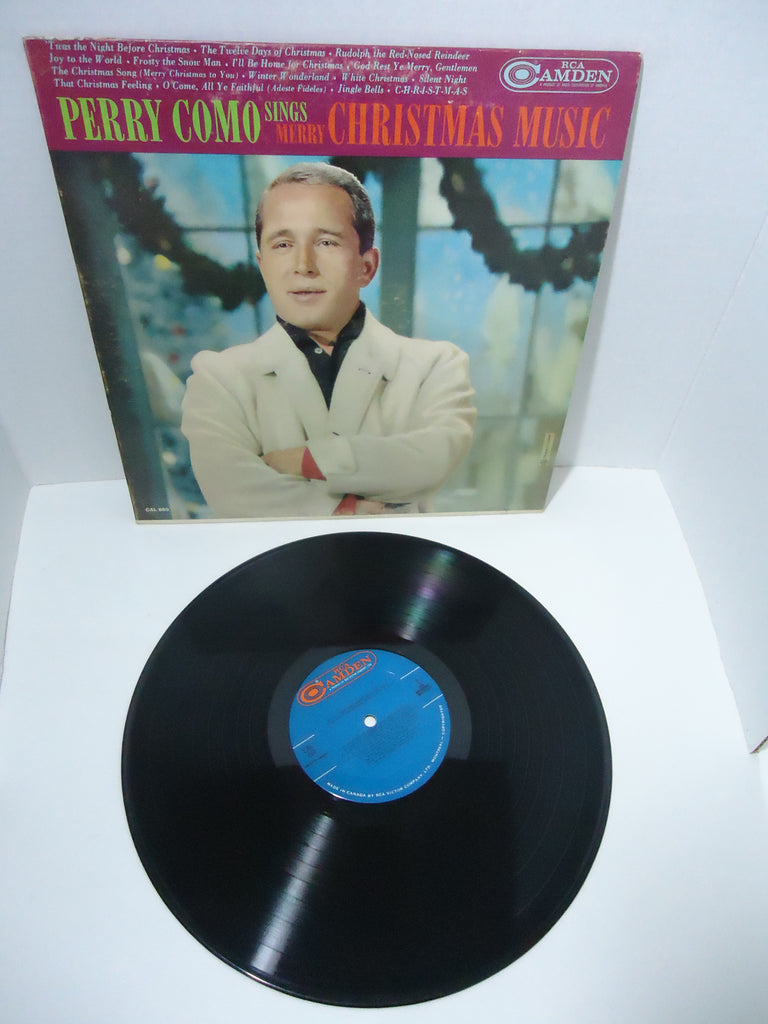 'Twas the Night Before Christmas • The Twelve Days of Christmas • Rudolph the Red-Nosed Reindeer
Joy to the World • Frosty the Snow Man • I'll Be Home for Christmas • God Rest Ye Merry, Gentlemen
The Christmas Song (Merry Christmas to You) • Winter Wonderland • White Christmas • Silent Night
That Christmas Feeling • O Come, All Ye Faithful (Adeste Fideles) • Jingle Bells • C-H-R-I-S-T-M-A-S
RCA
CAMDEN
PERRY COMO SINGS MERRY CHRISTMAS MUSIC
CAL 660
RCA
CAMDEN
MADE IN CANADA BY RCA VICTOR COMPANY, LTD. MONTREAL